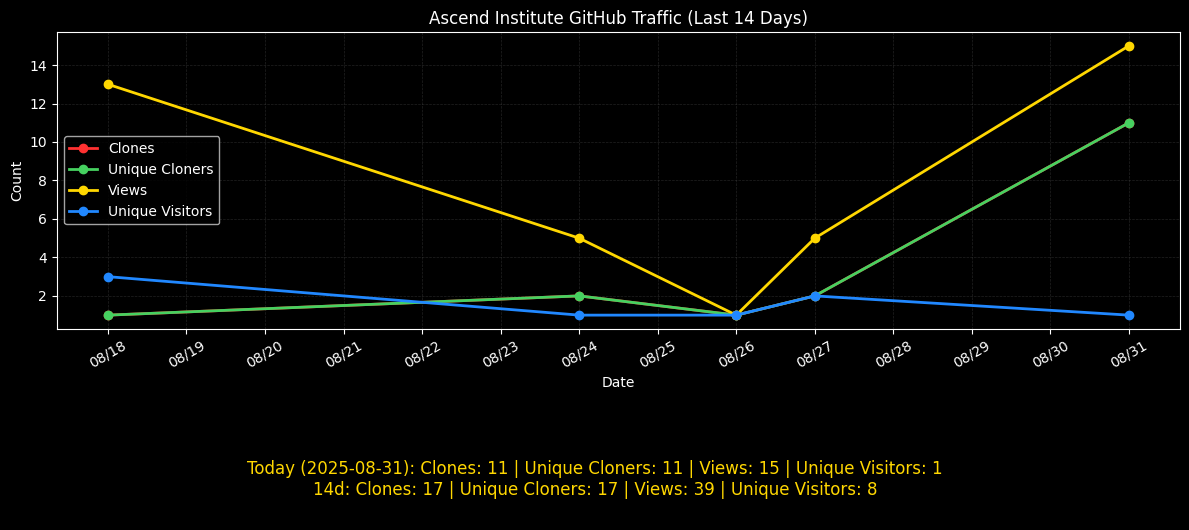 Ascend Institute GitHub Traffic (Last 14 Days)
14
12
10
8
6
4
2
Count
Clones
Unique Cloners
Views
Unique Visitors
08/18
08/19
08/20
08/21
08/22
08/23
08/24
08/25
08/26
08/27
08/28
08/29
08/30
08/31
Date
Today (2025-08-31): Clones: 11 | Unique Cloners: 11 | Views: 15 | Unique Visitors: 1
14d: Clones: 17 | Unique Cloners: 17 | Views: 39 | Unique Visitors: 8